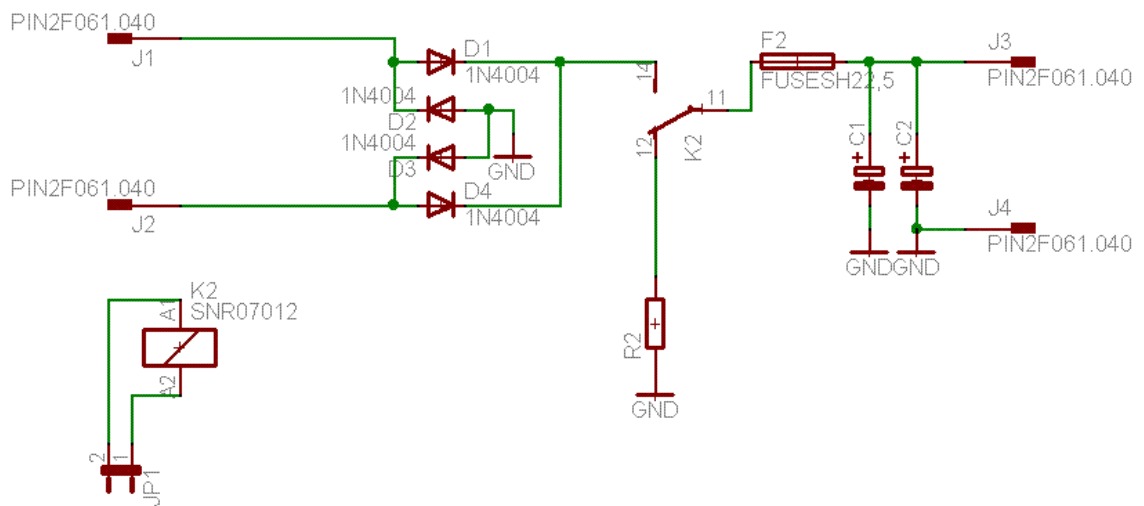 PIN2F061.040
J1
D1
1N4004
1N4004
D2
1N4004
D3
GND
PIN2F061.040
J2
D4
1N4004
14
12
11
K2
F2
FUSESH22,5
J3
PIN2F061.040
C1
+
C2
+
J4
PIN2F061.040
GND
GND
K2
SNR07012
A1
A2
R2
GND
2
1
JP1